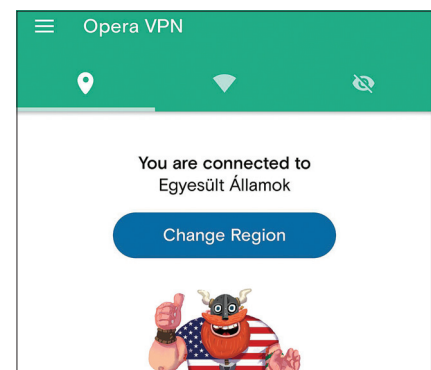 Opera VPN
You are connected to
Egyesült Államok
Change Region